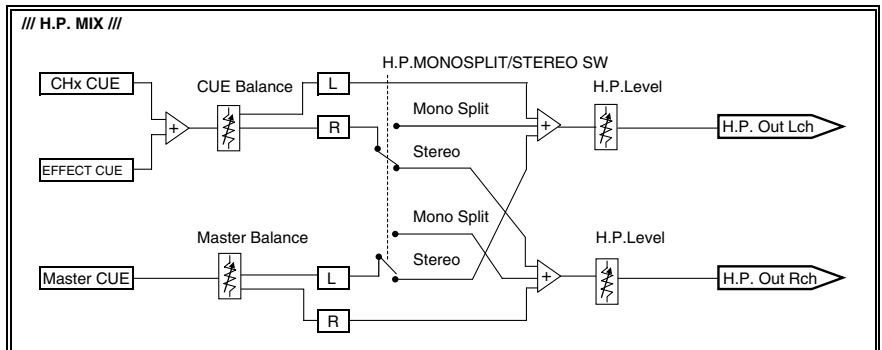 /// H.P. MIX ///
H.P.MONOSPLIT/STEREO SW
CHx CUE
CUE Balance
L
H.P.Level
Mono Split
+
R
+
H.P. Out Lch
Stereo
EFFECT CUE
Mono Split
Master Balance
H.P.Level
Stereo
Master CUE
L
+
H.P. Out Rch
R